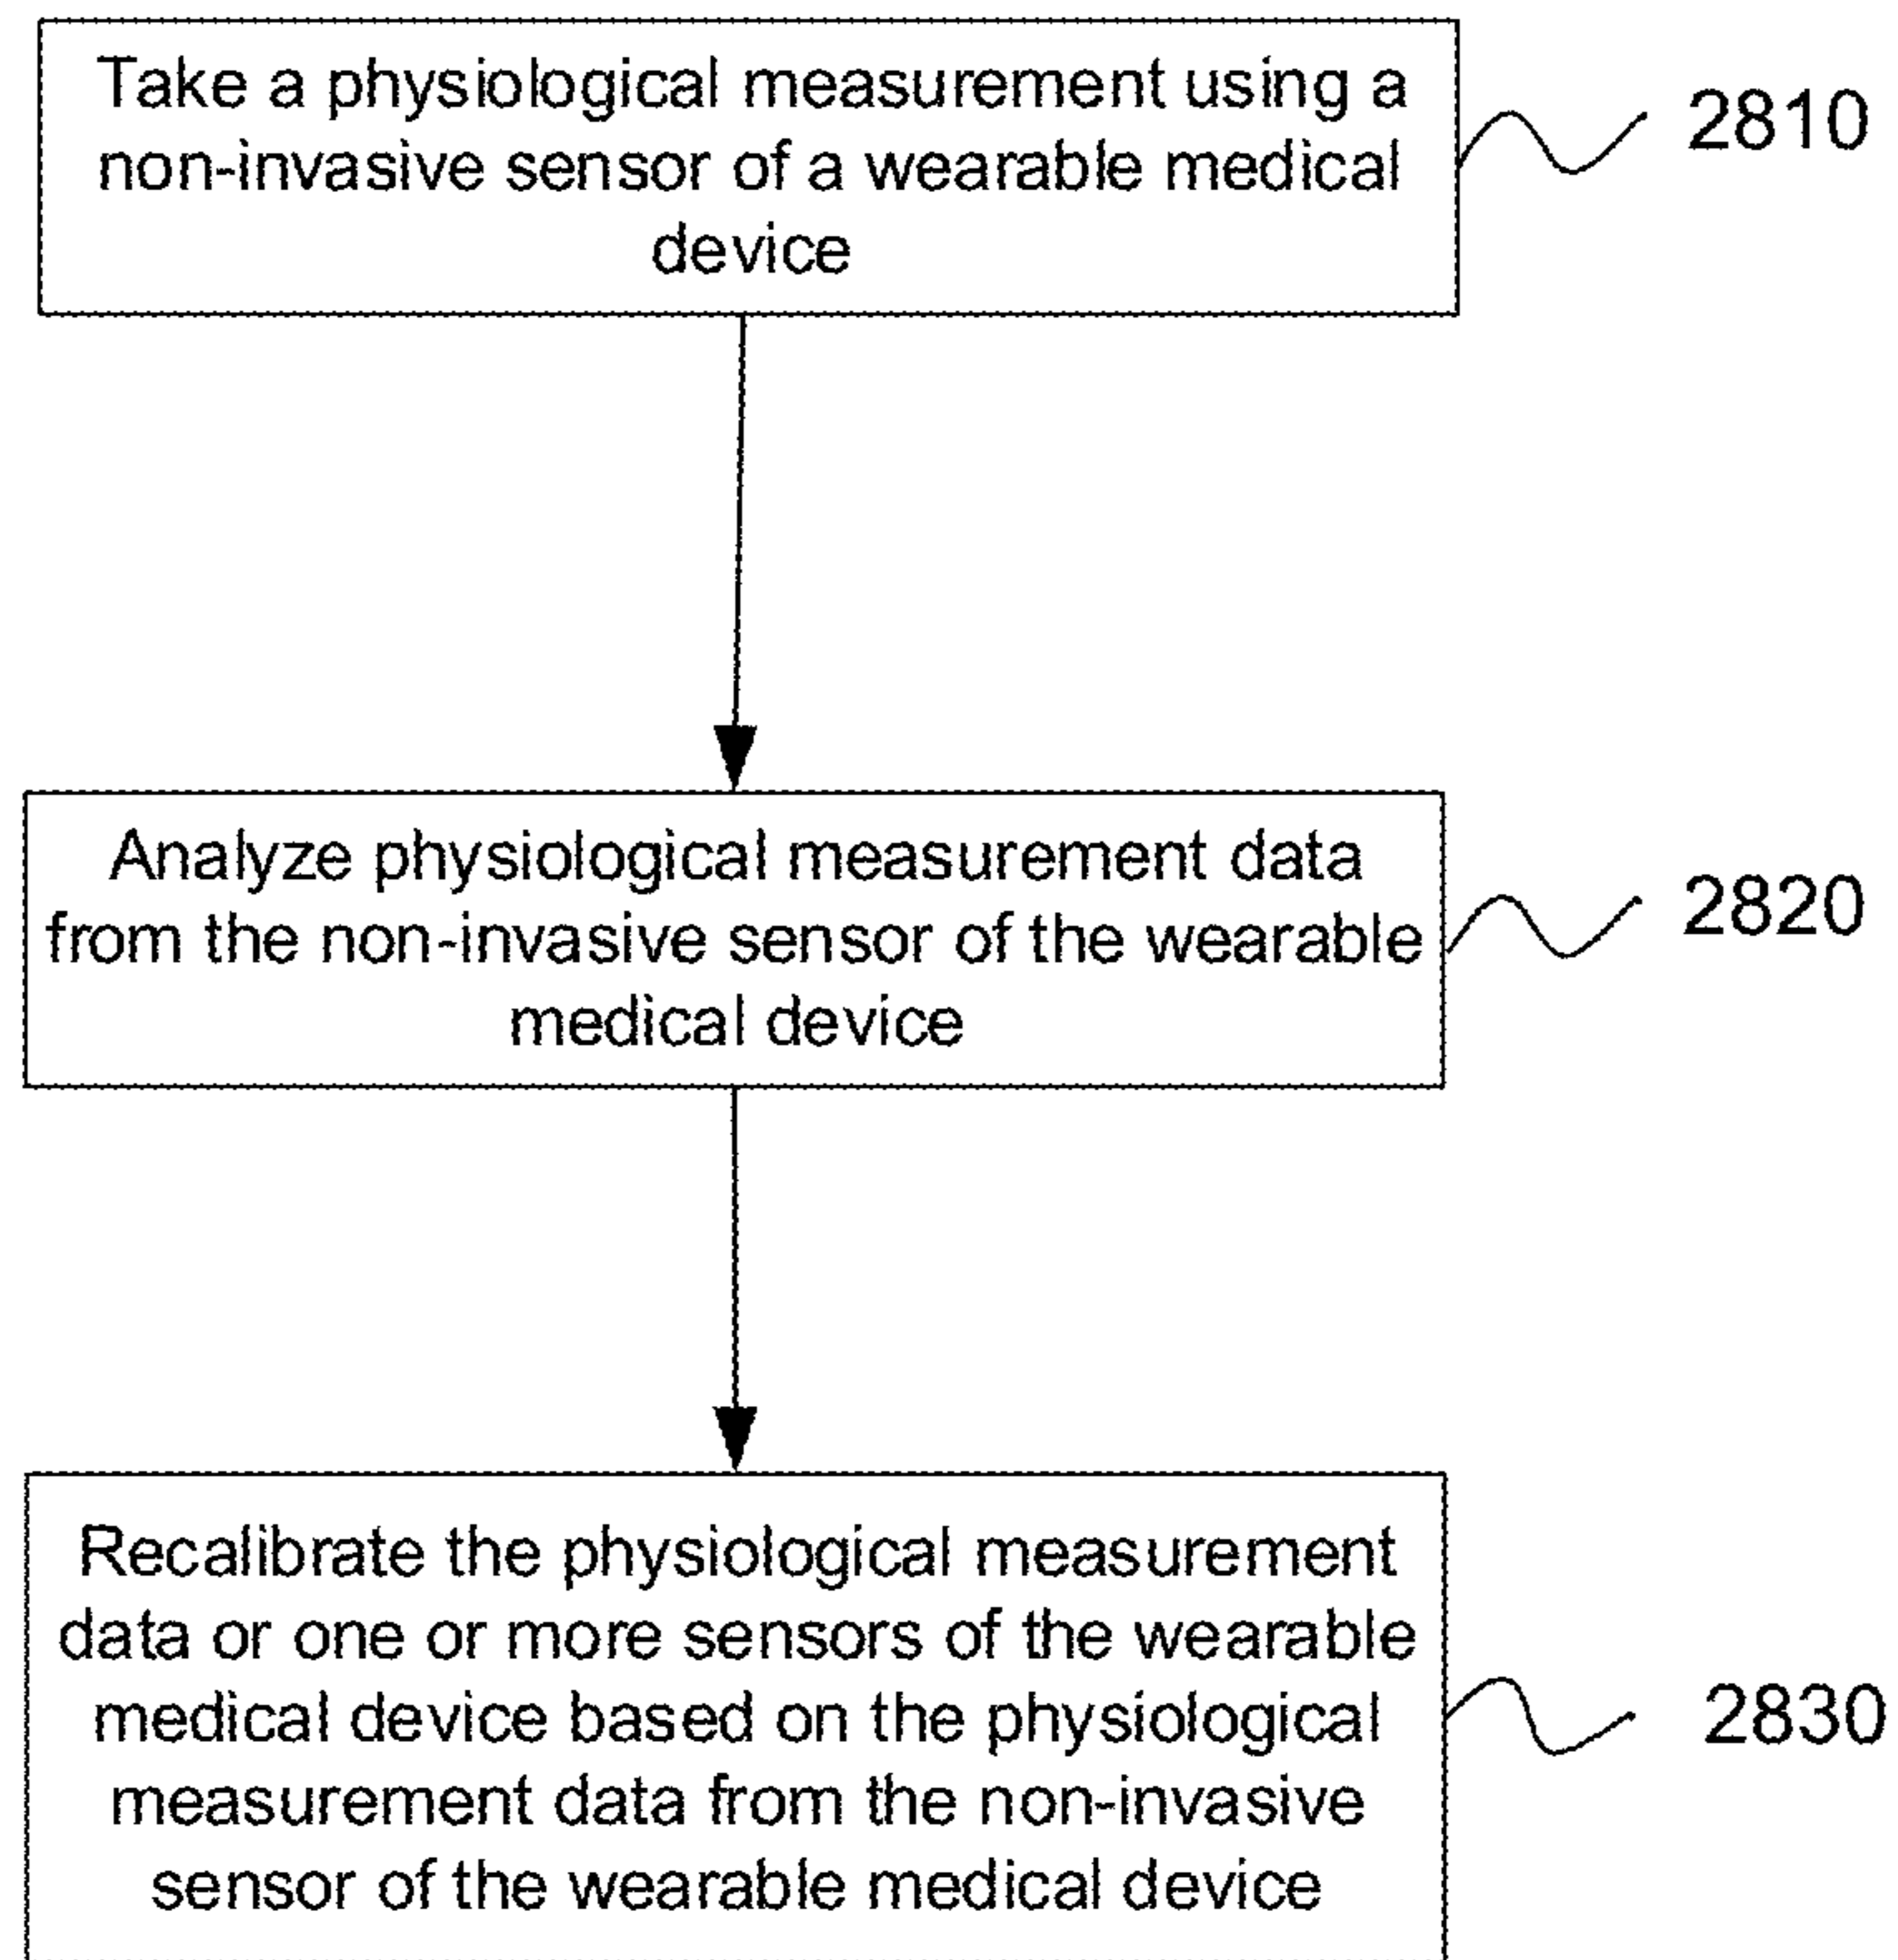 Take a physiological measurement using a
non-invasive sensor of a wearable medical
device
2810
Analyze physiological measurement data
from the non-invasive sensor of the wearable
medical device
2820
Recalibrate the physiological measurement
data or one or more sensors of the wearable
medical device based on the physiological
measurement data from the non-invasive
sensor of the wearable medical device
2830